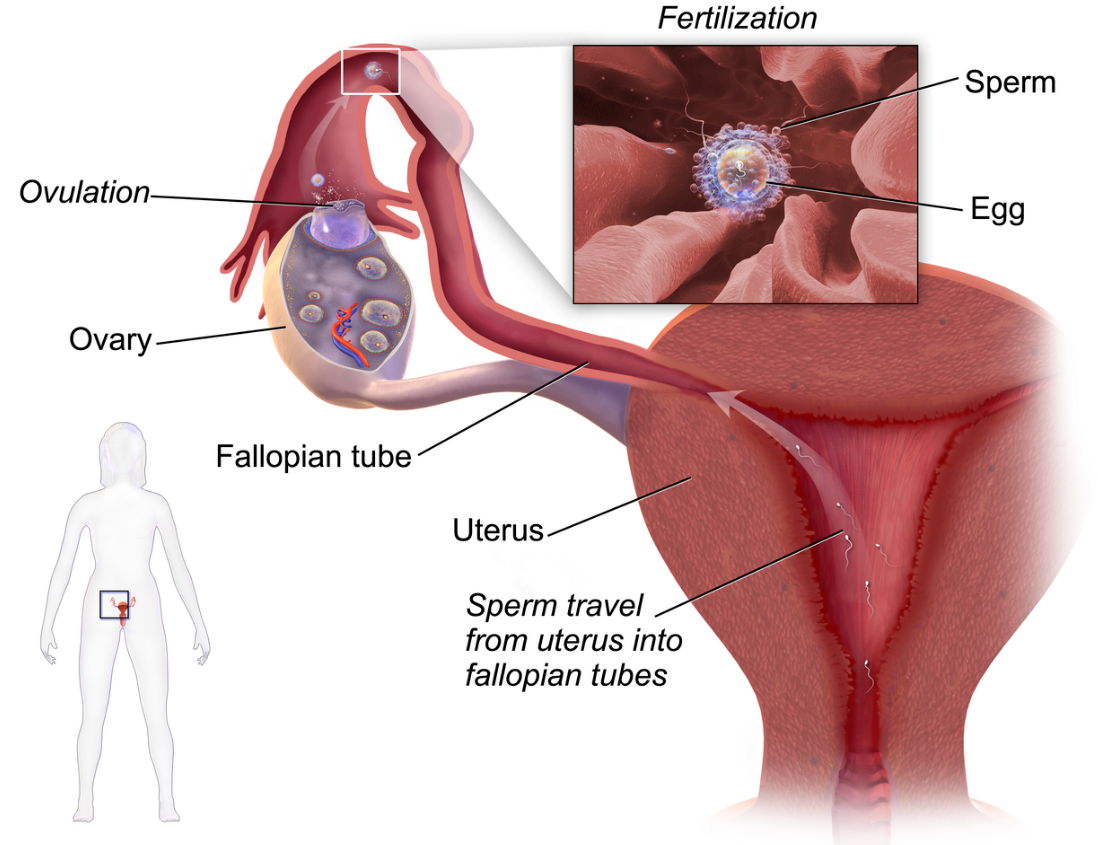 Fertilization
Sperm
Ovulation
Egg
Ovary
Fallopian tube
Uterus
Sperm travel
from uterus into
fallopian tubes